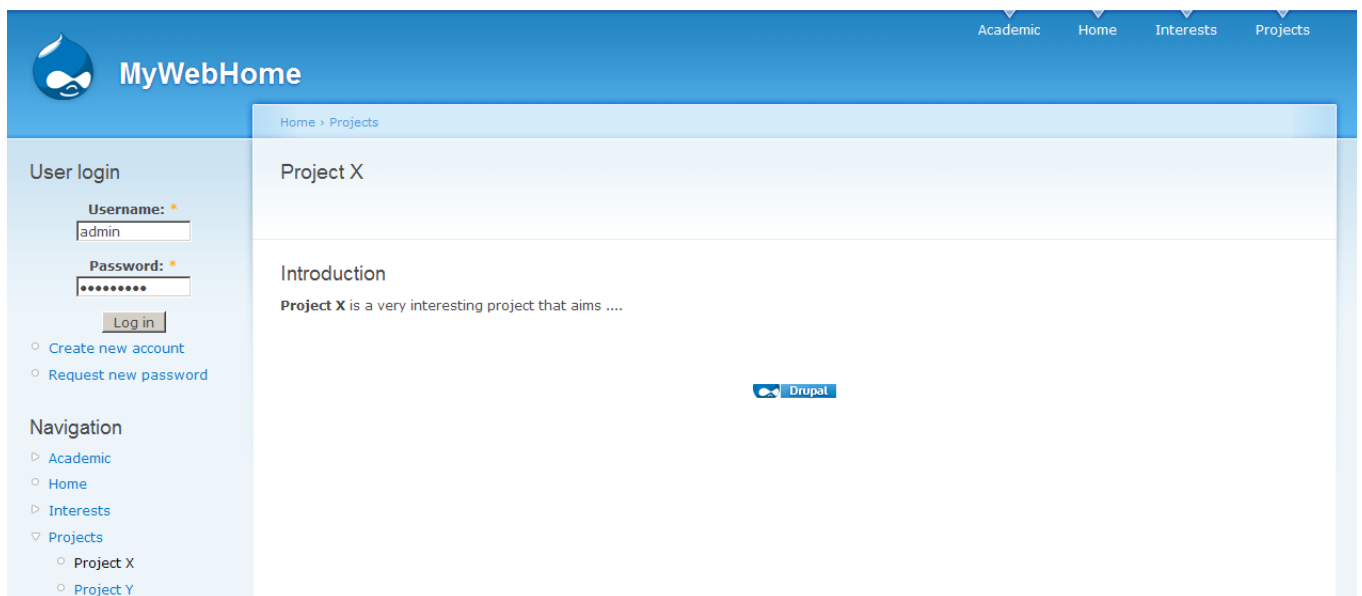 Academic Home Interests Projects
MyWebHome
Home › Projects
User login
Username: *
admin
Password: *
•••••••••
Log in
Create new account
Request new password
Navigation
Academic
Home
Interests
Projects
Project X
Project Y
Project X
Introduction
Project X is a very interesting project that aims ....
Drupal